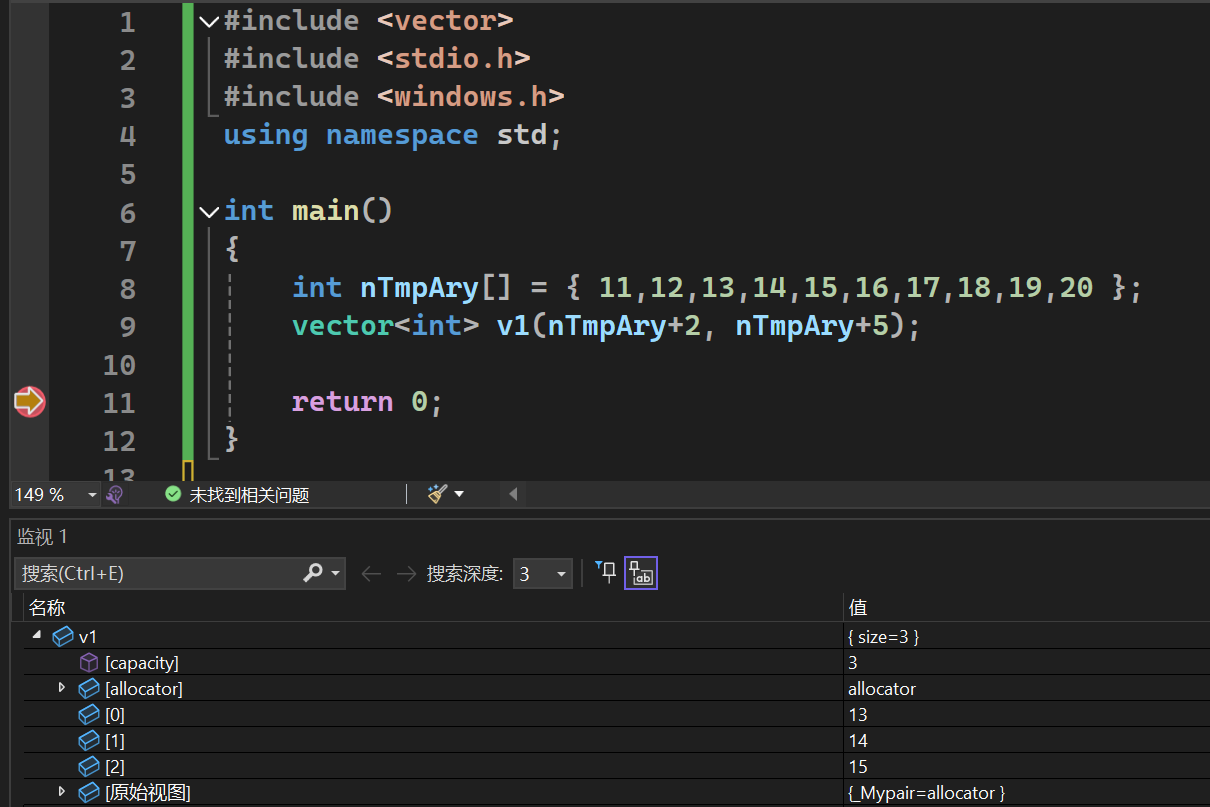 1 #include <vector>
2 #include <stdio.h>
3 #include <windows.h>
4 using namespace std;
5
6 int main()
7 {
8     int nTmpAry[] = { 11,12,13,14,15,16,17,18,19,20 };
9     vector<int> v1(nTmpAry+2, nTmpAry+5);
10
11     return 0;
12 }
13
149 % 未找到相关问题
监视 1
搜索(Ctrl+E) 搜索深度: 3
名称 值
v1 { size=3 }
[capacity] 3
[allocator] allocator
[0] 13
[1] 14
[2] 15
[原始视图] {_Mypair=allocator }